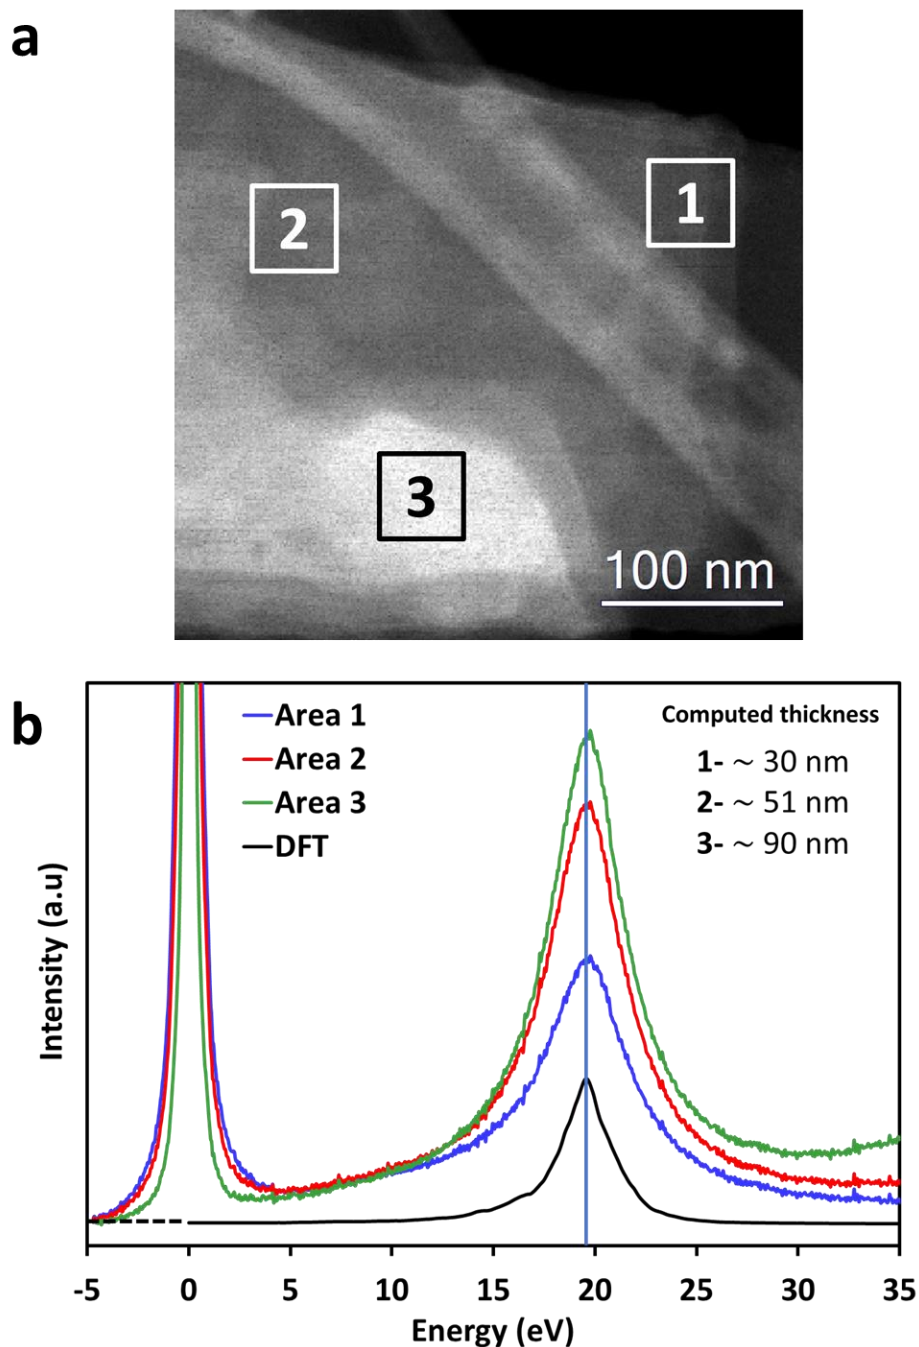 a
1
2
3
100 nm
b
Area 1
Area 2
Area 3
DFT
Computed thickness
1- ~ 30 nm
2- ~ 51 nm
3- ~ 90 nm
Intensity (a.u)
-5 0 5 10 15 20 25 30 35
Energy (eV)